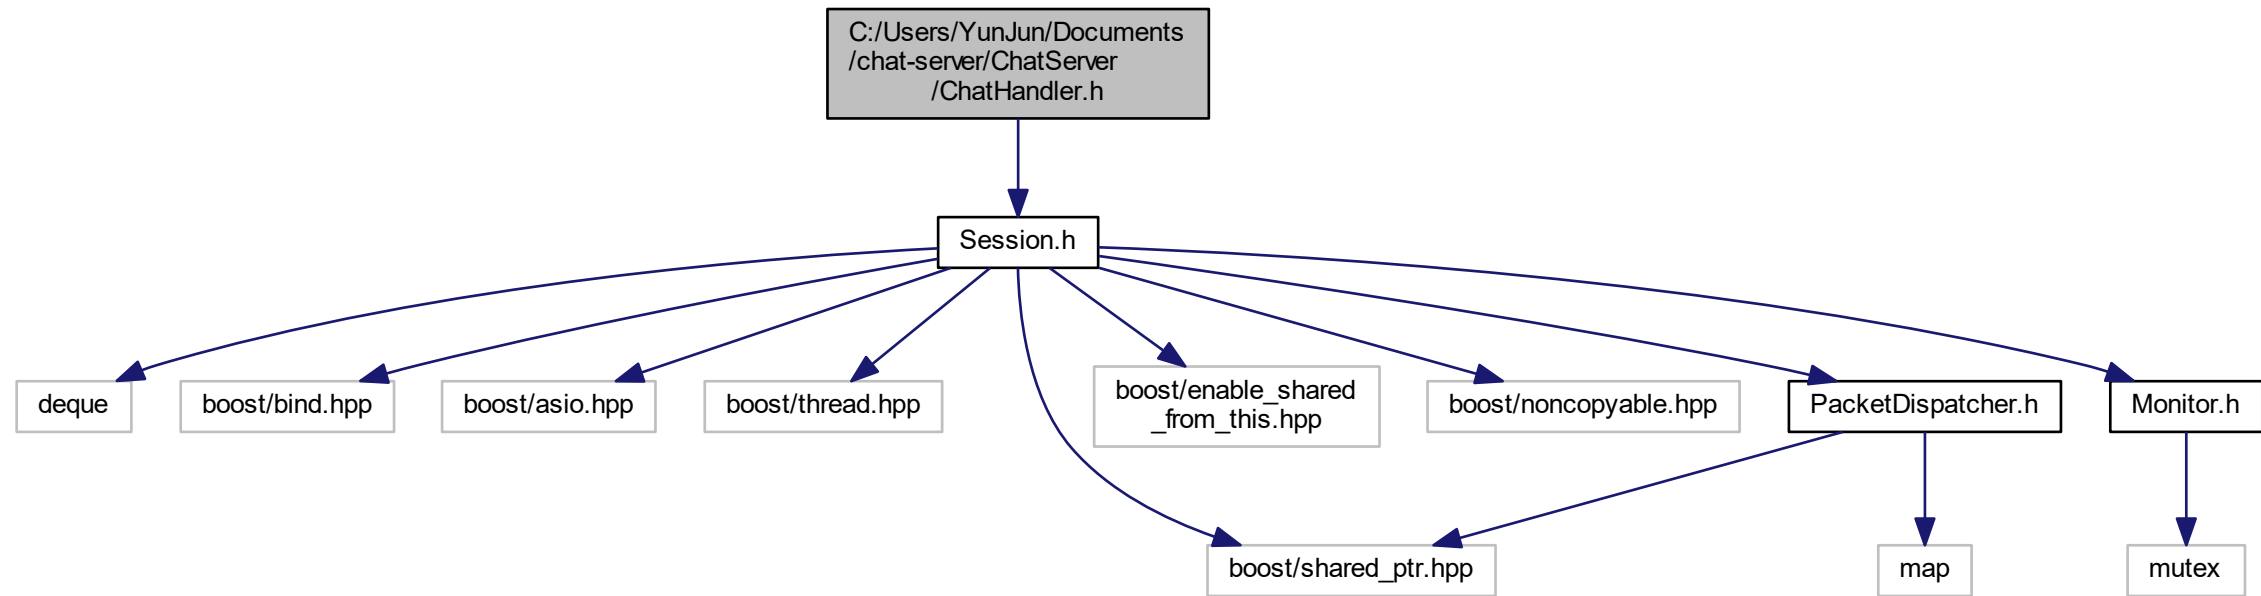 C:/Users/YunJun/Documents
/chat-server/ChatServer
/ChatHandler.h
Session.h
deque
boost/bind.hpp
boost/asio.hpp
boost/thread.hpp
boost/enable_shared
_from_this.hpp
boost/noncopyable.hpp
PacketDispatcher.h
Monitor.h
boost/shared_ptr.hpp
map
mutex